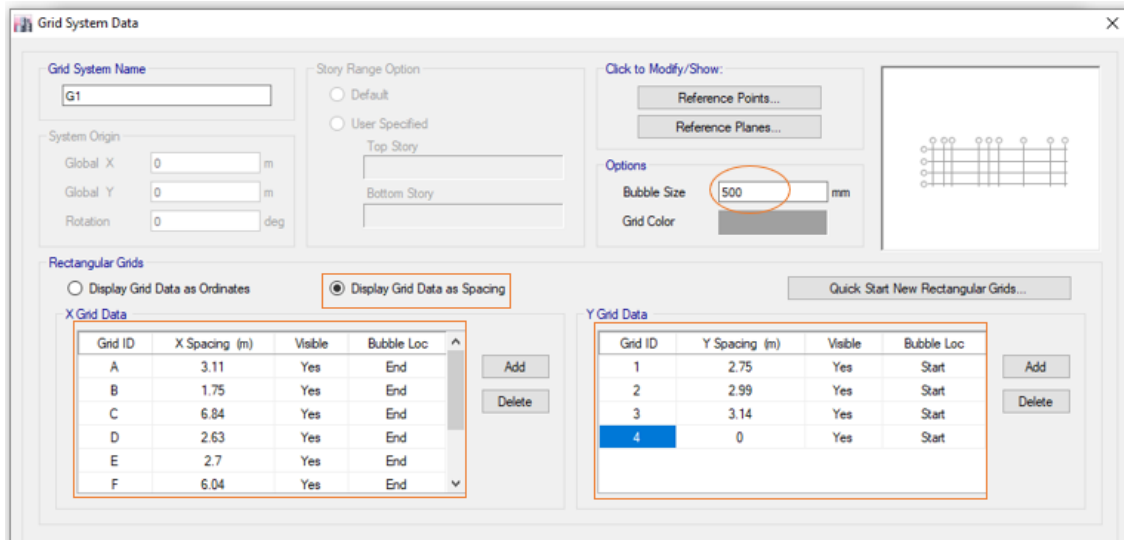 Grid System Data
Grid System Name
G1
System Origin
Global X 0 m
Global Y 0 m
Rotation 0 deg
Story Range Option
Default
User Specified
Top Story
Bottom Story
Click to Modify/Show:
Reference Points...
Reference Planes...
Options
Bubble Size 500 mm
Grid Color
Rectangular Grids
Display Grid Data as Ordinates
Display Grid Data as Spacing
Quick Start New Rectangular Grids...
X Grid Data
Grid ID X Spacing (m) Visible Bubble Loc
A 3.11 Yes End
B 1.75 Yes End
C 6.84 Yes End
D 2.63 Yes End
E 2.7 Yes End
F 6.04 Yes End
Add
Delete
Y Grid Data
Grid ID Y Spacing (m) Visible Bubble Loc
1 2.75 Yes Start
2 2.99 Yes Start
3 3.14 Yes Start
4 0 Yes Start
Add
Delete